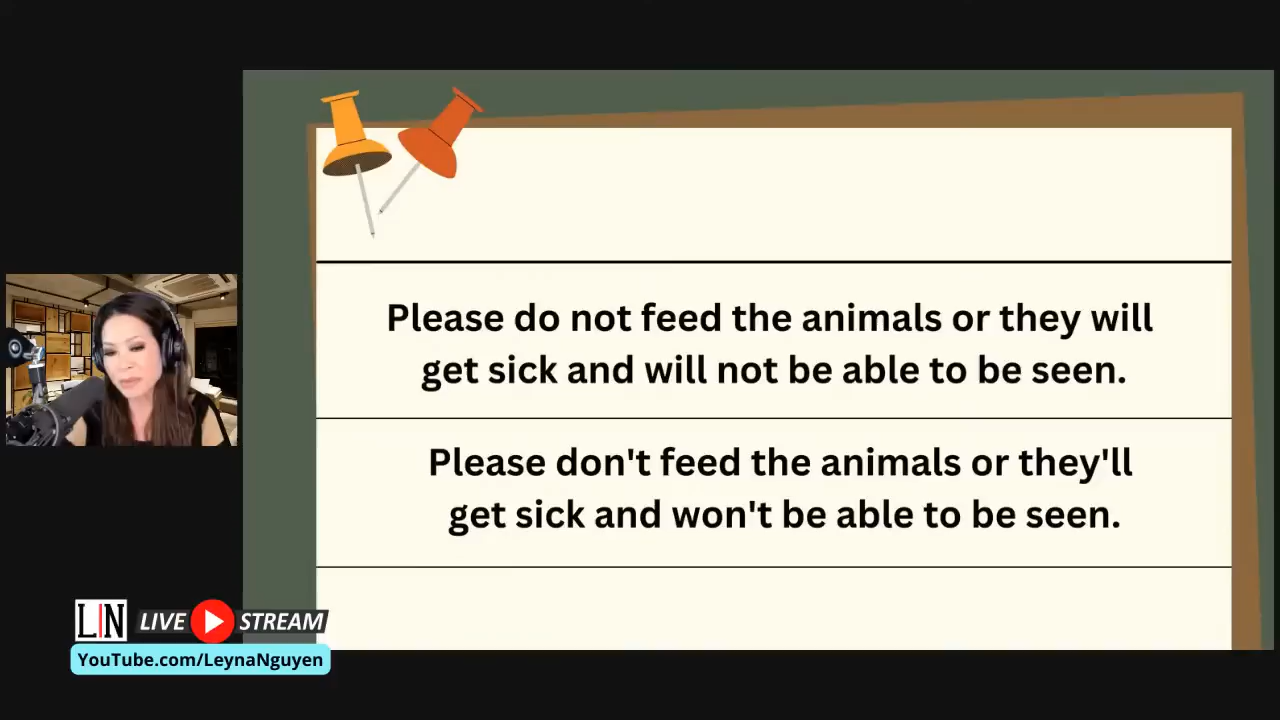 Please do not feed the animals or they will
get sick and will not be able to be seen.
Please don't feed the animals or they'll
get sick and won't be able to be seen.
LN LIVE STREAM
YouTube.com/LeynaNguyen